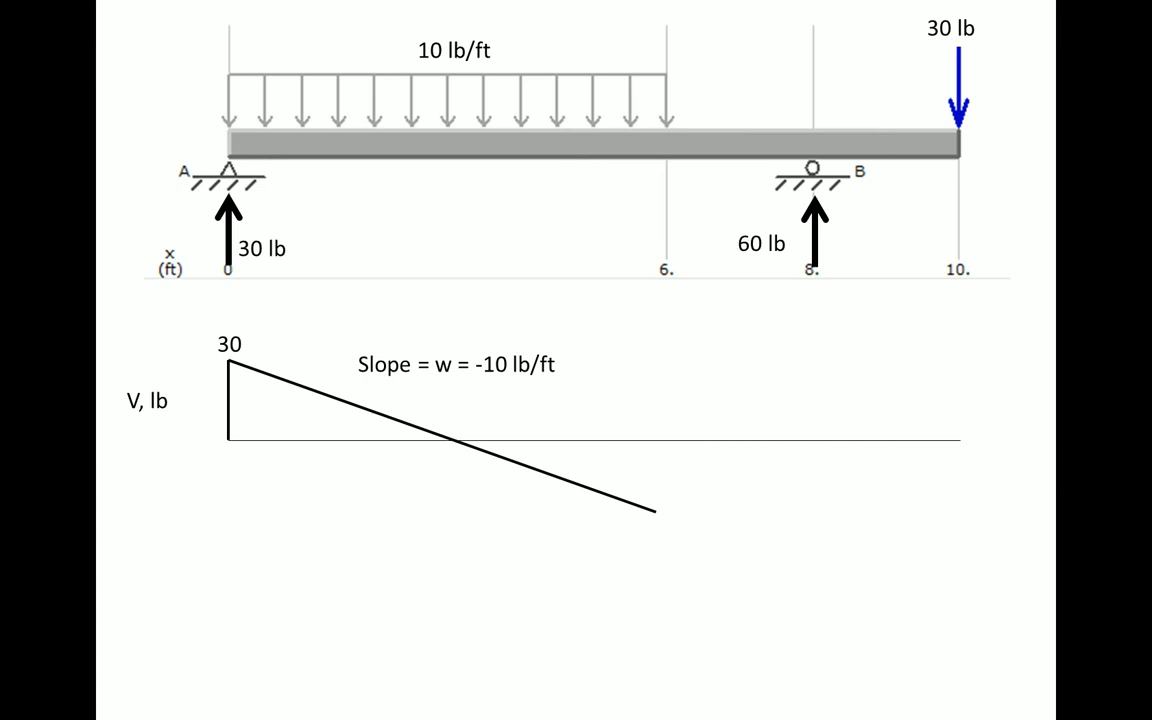 30 lb
10 lb/ft
A
B
30 lb
60 lb
x
(ft)
0
6.
8.
10.
30
Slope = w = -10 lb/ft
V, lb